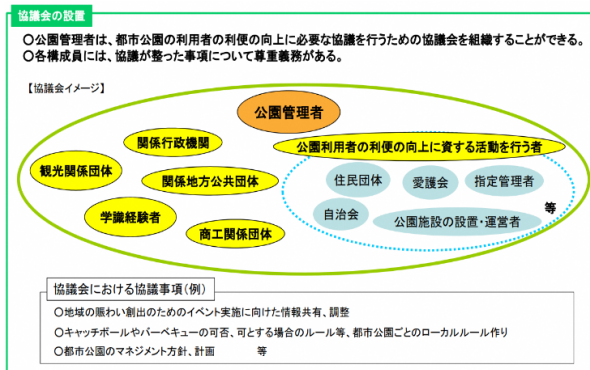 協議会の設置
○公園管理者は、都市公園の利用者の利便の向上に必要な協議を行うための協議会を組織することができる。
○各構成員には、協議が整った事項について尊重義務がある。
【協議会イメージ】
公園管理者
関係行政機関
公園利用者の利便の向上に資する活動を行う者
観光関係団体
関係地方公共団体
住民団体
愛護会
指定管理者
学識経験者
自治会
公園施設の設置・運営者
等
商工関係団体
協議会における協議事項(例)
○地域の賑わい創出のためのイベント実施に向けた情報共有、調整
○キャッチボールやバーベキューの可否、可とする場合のルール等、都市公園ごとのローカルルール作り
○都市公園のマネジメント方針、計画 等